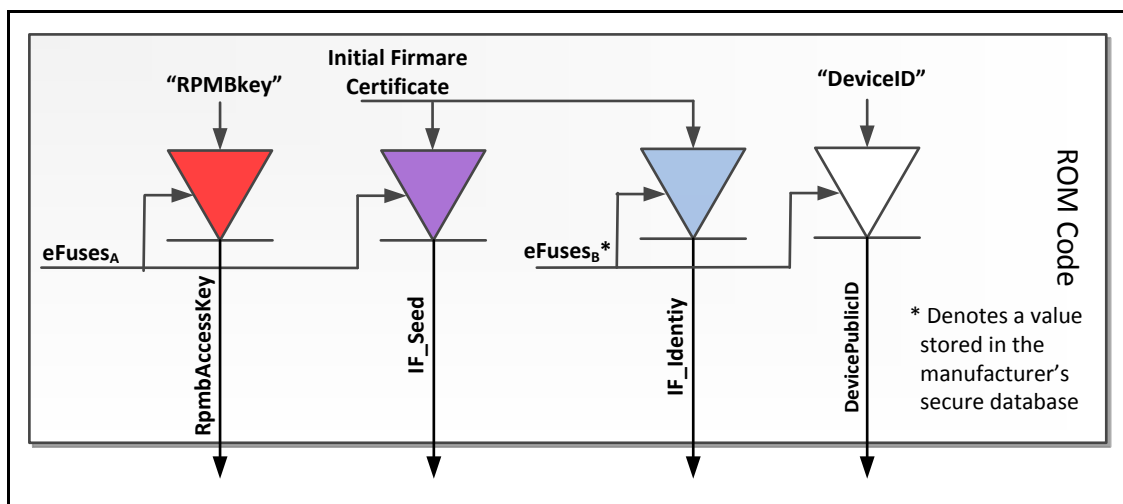 “RPMBkey”
Initial Firmare
Certificate
“DeviceID”
ROM Code
eFusesA
eFusesB*
RpmbAccessKey
IF_Seed
IF_Identiy
DevicePublicID
* Denotes a value
stored in the
manufacturer’s
secure database